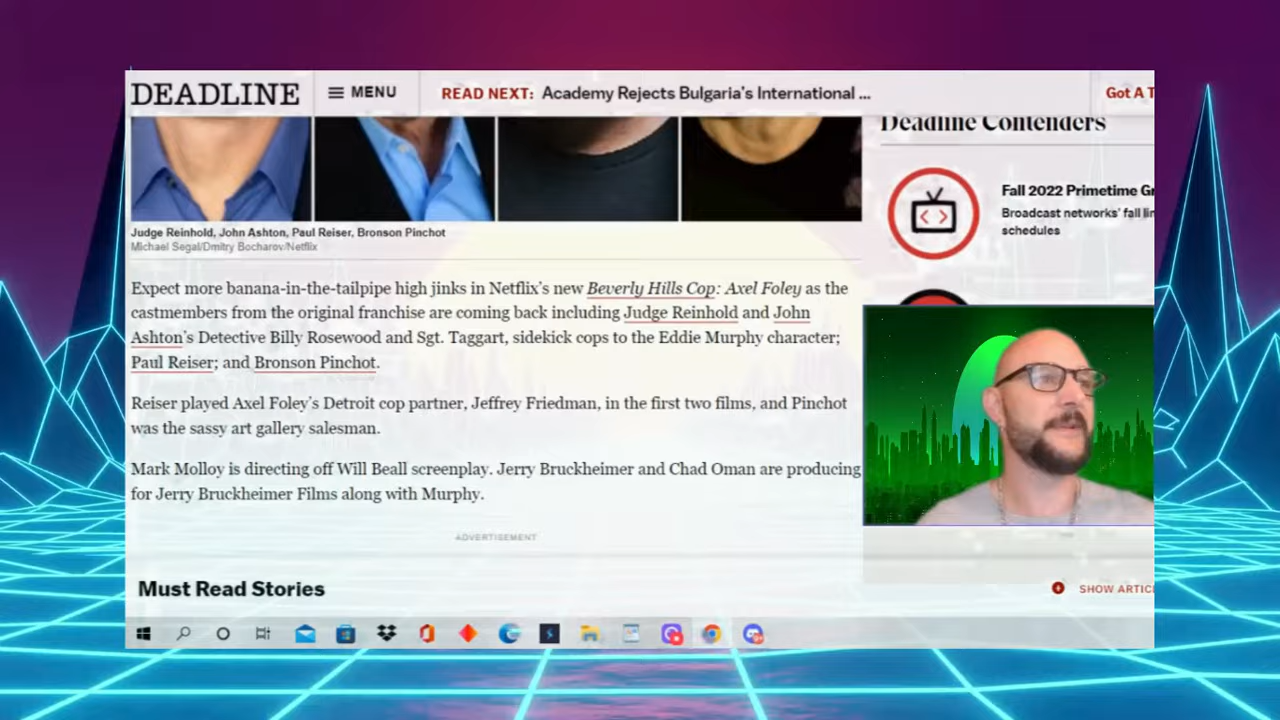 DEADLINE
MENU
READ NEXT: Academy Rejects Bulgaria's International ...
Got A T
Deadline Contenders
Fall 2022 Primetime Gr
Broadcast networks' fall lin
schedules
Judge Reinhold, John Ashton, Paul Reiser, Bronson Pinchot
Michael Segal/Dmitry Bocharov/Netflix
Expect more banana-in-the-tailpipe high jinks in Netflix's new Beverly Hills Cop: Axel Foley as the
castmembers from the original franchise are coming back including Judge Reinhold and John
Ashton's Detective Billy Rosewood and Sgt. Taggart, sidekick cops to the Eddie Murphy character;
Paul Reiser; and Bronson Pinchot.
Reiser played Axel Foley's Detroit cop partner, Jeffrey Friedman, in the first two films, and Pinchot
was the sassy art gallery salesman.
Mark Molloy is directing off Will Beall screenplay. Jerry Bruckheimer and Chad Oman are producing
for Jerry Bruckheimer Films along with Murphy.
ADVERTISEMENT
Must Read Stories
SHOW ARTIC